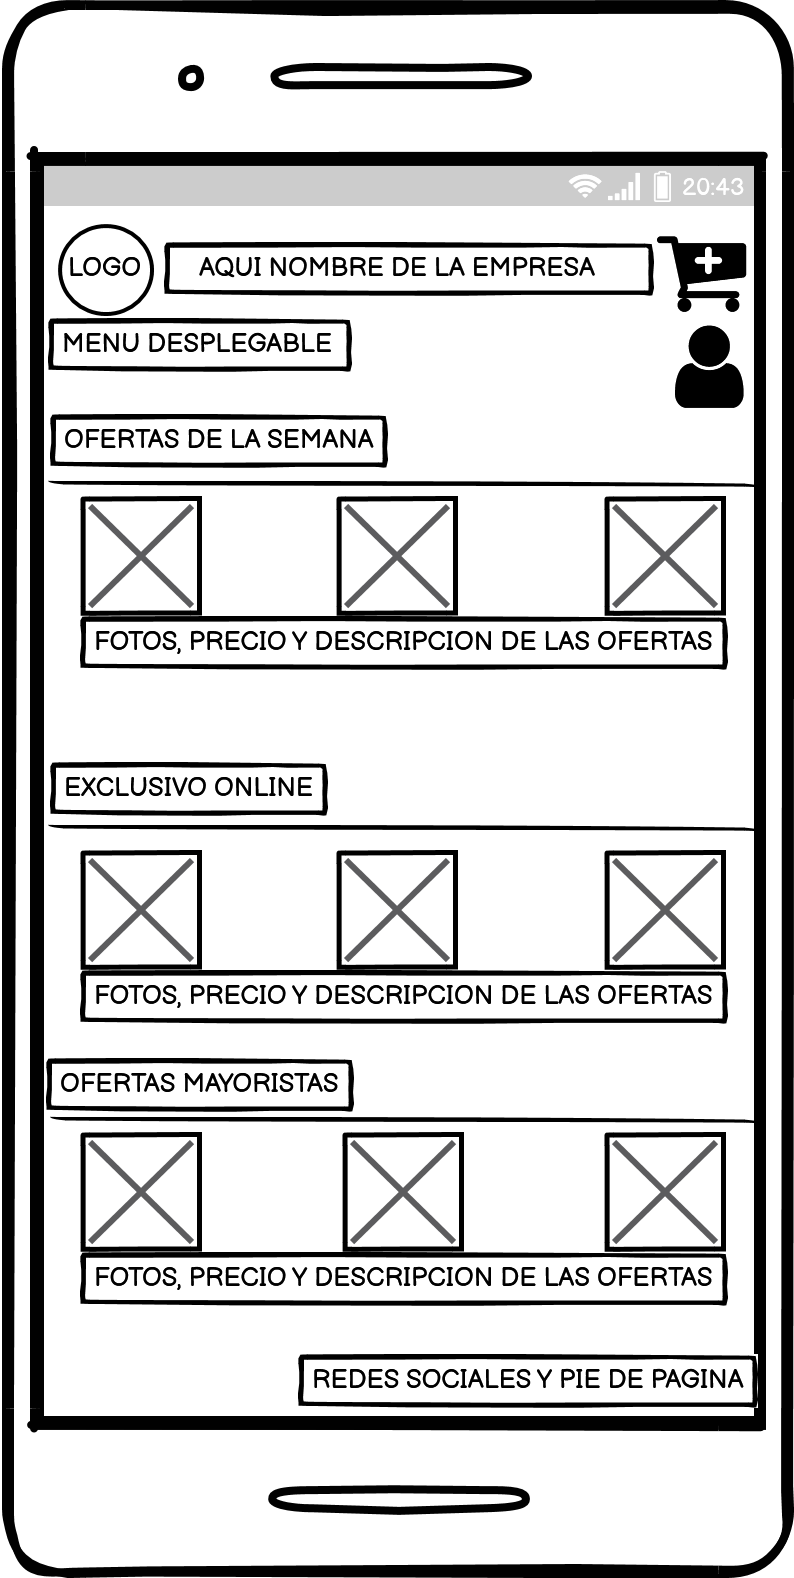 20:43
LOGO
AQUI NOMBRE DE LA EMPRESA
MENU DESPLEGABLE
OFERTAS DE LA SEMANA
FOTOS, PRECIO Y DESCRIPCION DE LAS OFERTAS
EXCLUSIVO ONLINE
FOTOS, PRECIO Y DESCRIPCION DE LAS OFERTAS
OFERTAS MAYORISTAS
FOTOS, PRECIO Y DESCRIPCION DE LAS OFERTAS
REDES SOCIALES Y PIE DE PAGINA